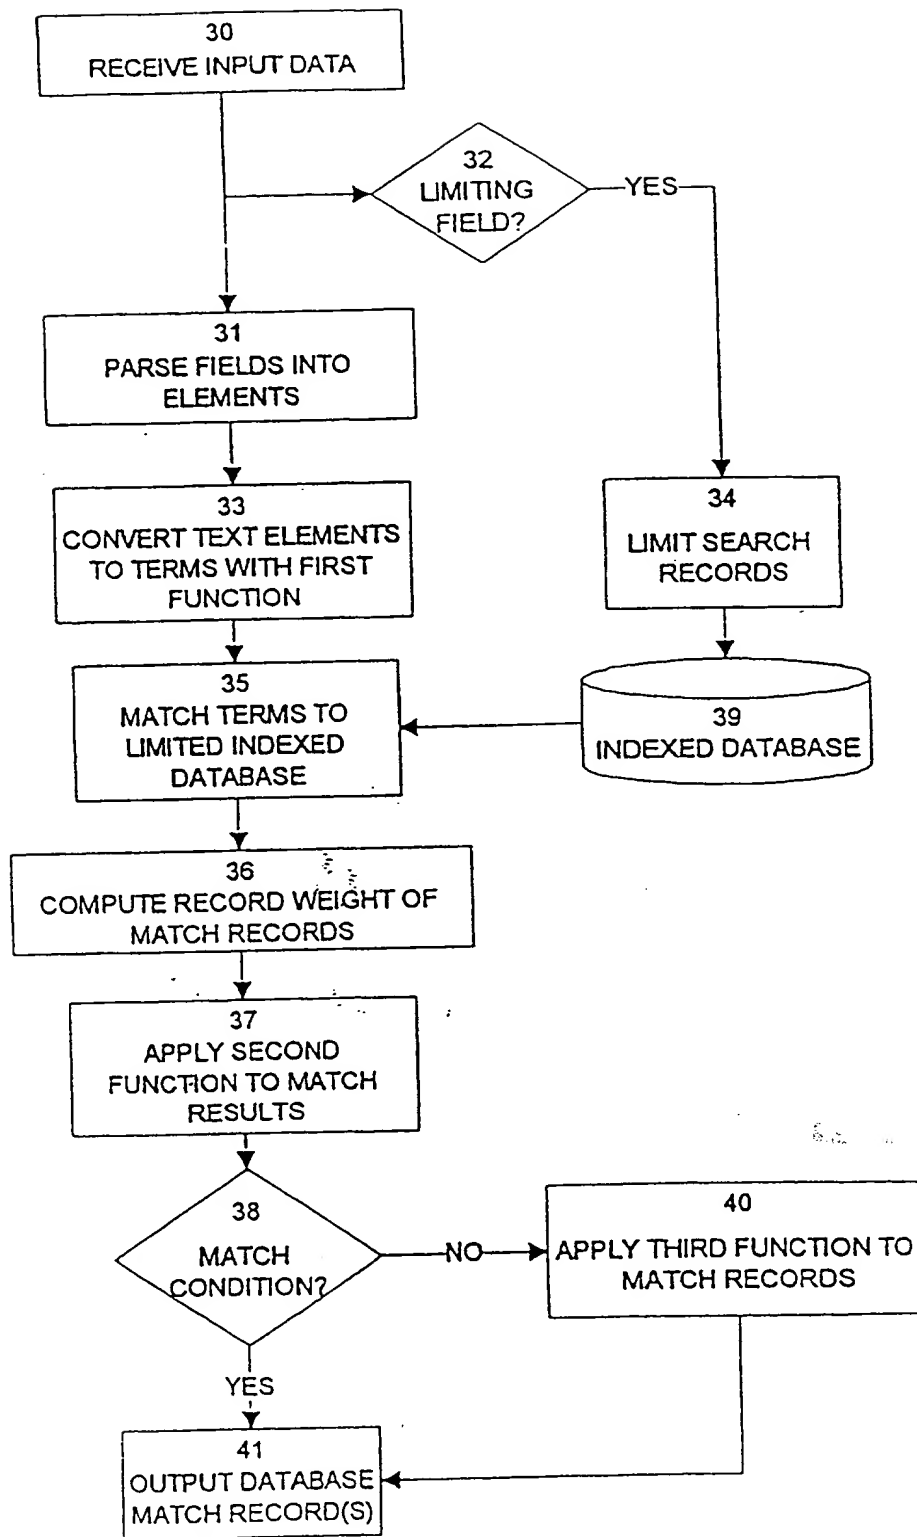 30
RECEIVE INPUT DATA
32
LIMITING
FIELD?
YES
31
PARSE FIELDS INTO
ELEMENTS
33
CONVERT TEXT ELEMENTS
TO TERMS WITH FIRST
FUNCTION
34
LIMIT SEARCH
RECORDS
35
MATCH TERMS TO
LIMITED INDEXED
DATABASE
39
INDEXED DATABASE
36
COMPUTE RECORD WEIGHT OF
MATCH RECORDS
37
APPLY SECOND
FUNCTION TO MATCH
RESULTS
38
MATCH
CONDITION?
NO
40
APPLY THIRD FUNCTION TO
MATCH RECORDS
YES
41
OUTPUT DATABASE
MATCH RECORD(S)